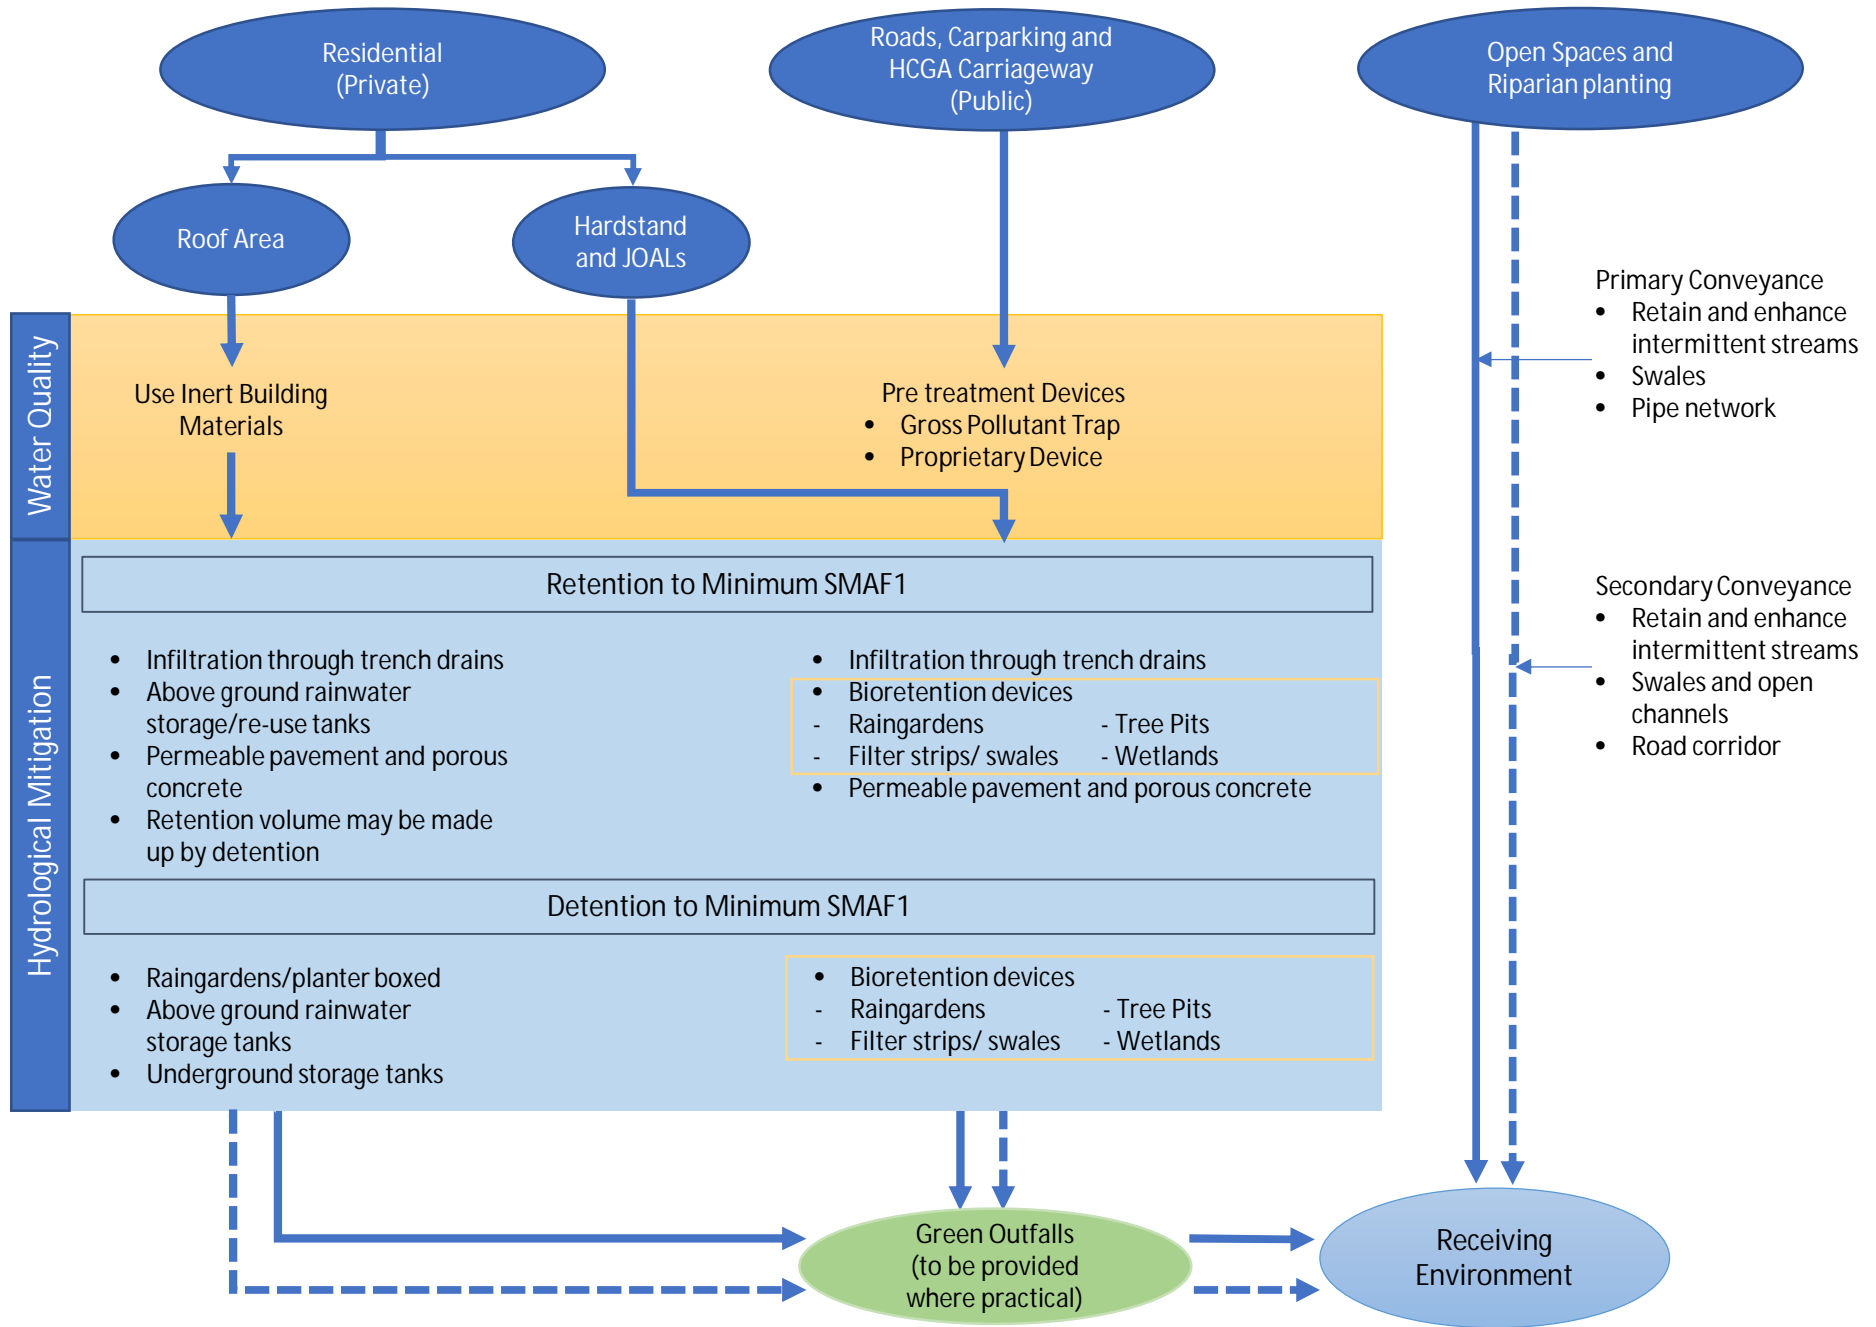 Residential
(Private)
Roads, Carparking and
HCGA Carriageway
(Public)
Open Spaces and
Riparian planting
Roof Area
Hardstand
and JOALs
Water Quality
Use Inert Building
Materials
Pre treatment Devices
• Gross Pollutant Trap
• Proprietary Device
Primary Conveyance
• Retain and enhance
intermittent streams
• Swales
• Pipe network
Hydrological Mitigation
Retention to Minimum SMAF1
• Infiltration through trench drains
• Above ground rainwater
storage/re-use tanks
• Permeable pavement and porous
concrete
• Retention volume may be made
up by detention
• Infiltration through trench drains
• Bioretention devices
- Raingardens - Tree Pits
- Filter strips/ swales - Wetlands
• Permeable pavement and porous concrete
Secondary Conveyance
• Retain and enhance
intermittent streams
• Swales and open
channels
• Road corridor
Detention to Minimum SMAF1
• Raingardens/planter boxed
• Above ground rainwater
storage tanks
• Underground storage tanks
• Bioretention devices
- Raingardens - Tree Pits
- Filter strips/ swales - Wetlands
Green Outfalls
(to be provided
where practical)
Receiving
Environment